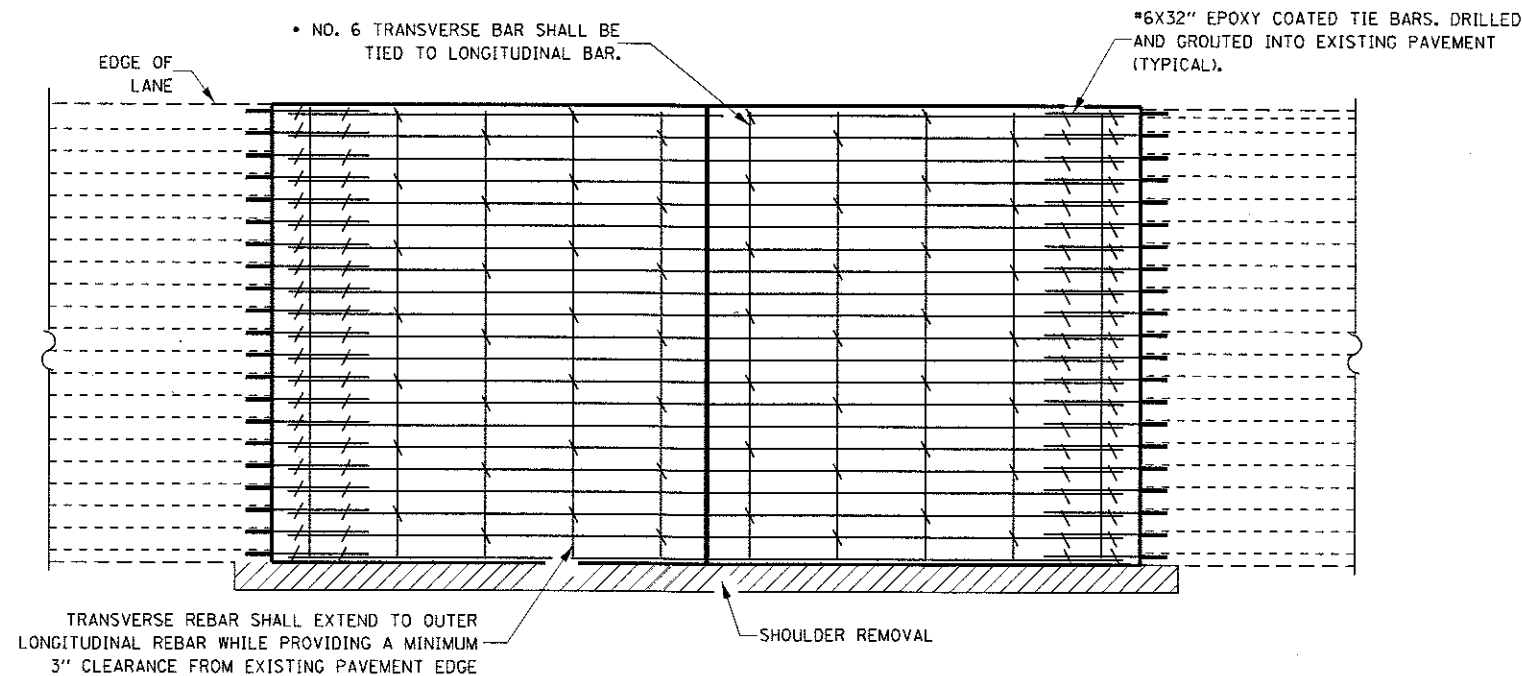 • NO. 6 TRANSVERSE BAR SHALL BE
TIED TO LONGITUDINAL BAR.
EDGE OF
LANE
#6X32" EPOXY COATED TIE BARS. DRILLED
AND GROUTED INTO EXISTING PAVEMENT
(TYPICAL).
TRANSVERSE REBAR SHALL EXTEND TO OUTER
LONGITUDINAL REBAR WHILE PROVIDING A MINIMUM
3" CLEARANCE FROM EXISTING PAVEMENT EDGE
SHOULDER REMOVAL